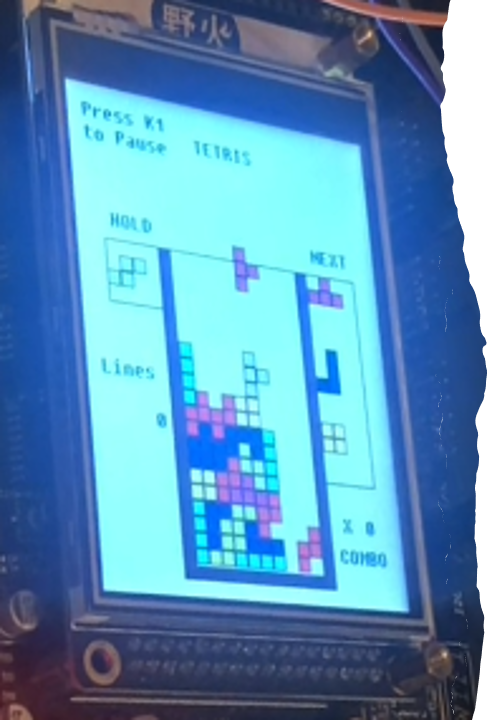 野火
Press K1
to Pause
TETRIS
HOLD
NEXT
Lines
0
X 0
COMBO